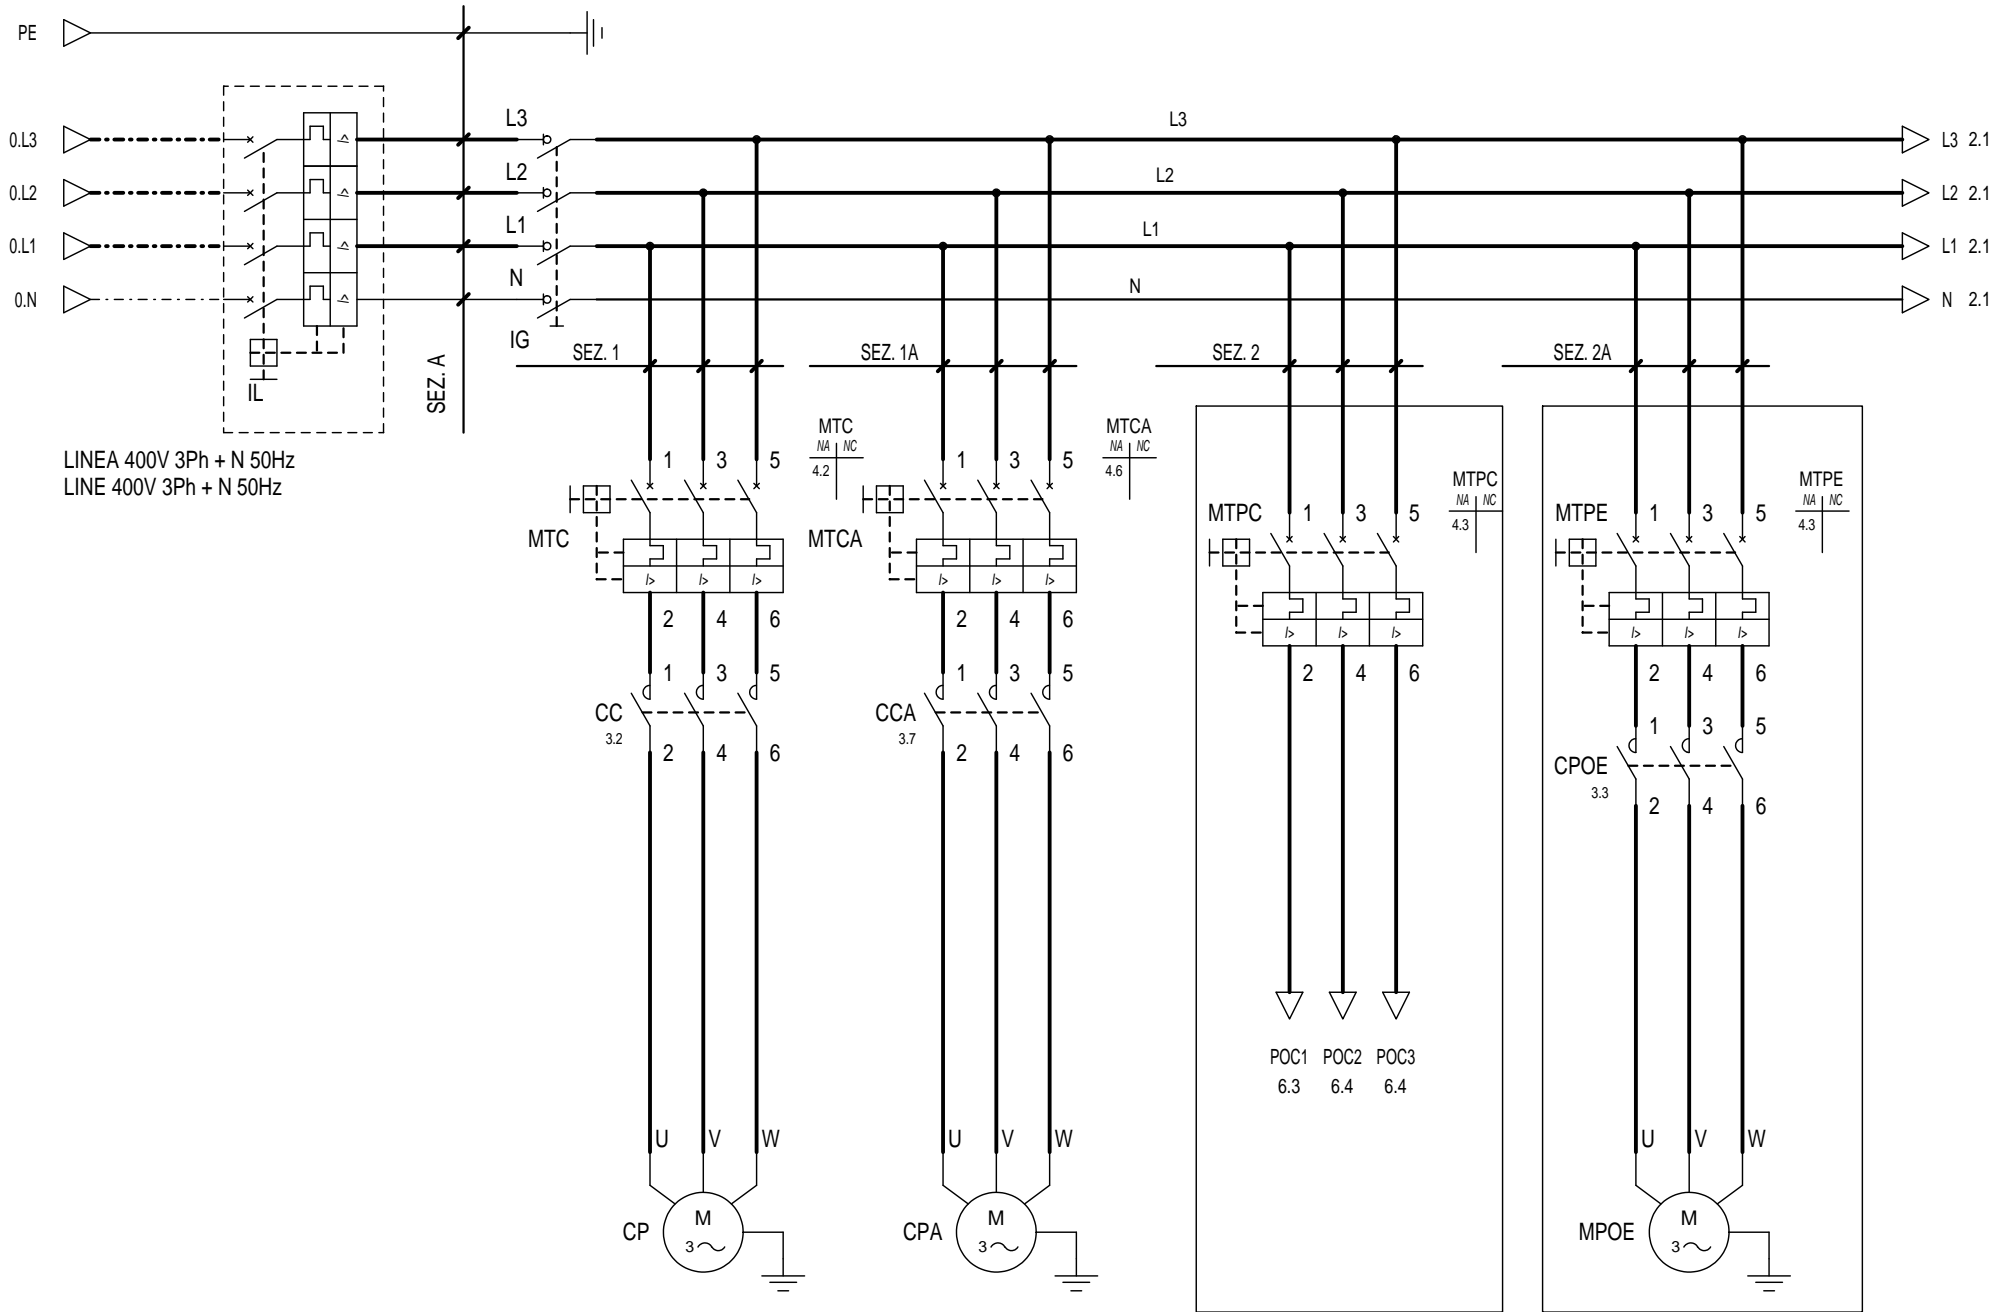 PE
0.L3
0.L2
0.L1
0.N
IL
SEZ. A
LINEA 400V 3Ph + N 50Hz
LINE 400V 3Ph + N 50Hz
L3
L2
L1
N
IG
L3
L2
L1
N
L3 2.1
L2 2.1
L1 2.1
N 2.1
SEZ. 1
SEZ. 1A
SEZ. 2
SEZ. 2A
MTC
NA NC
4.2
1 3 5
MTC
I> I> I>
2 4 6
1 3 5
CC
3.2
2 4 6
U V W
CP
M
3
MTCA
NA NC
4.6
1 3 5
MTCA
I> I> I>
2 4 6
1 3 5
CCA
3.7
2 4 6
U V W
CPA
M
3
MTPC
NA NC
4.3
MTPC 1 3 5
I> I> I>
2 4 6
POC1 POC2 POC3
6.3 6.4 6.4
MTPE
NA NC
4.3
MTPE 1 3 5
I> I> I>
2 4 6
1 3 5
CPOE
3.3
2 4 6
U V W
MPOE
M
3